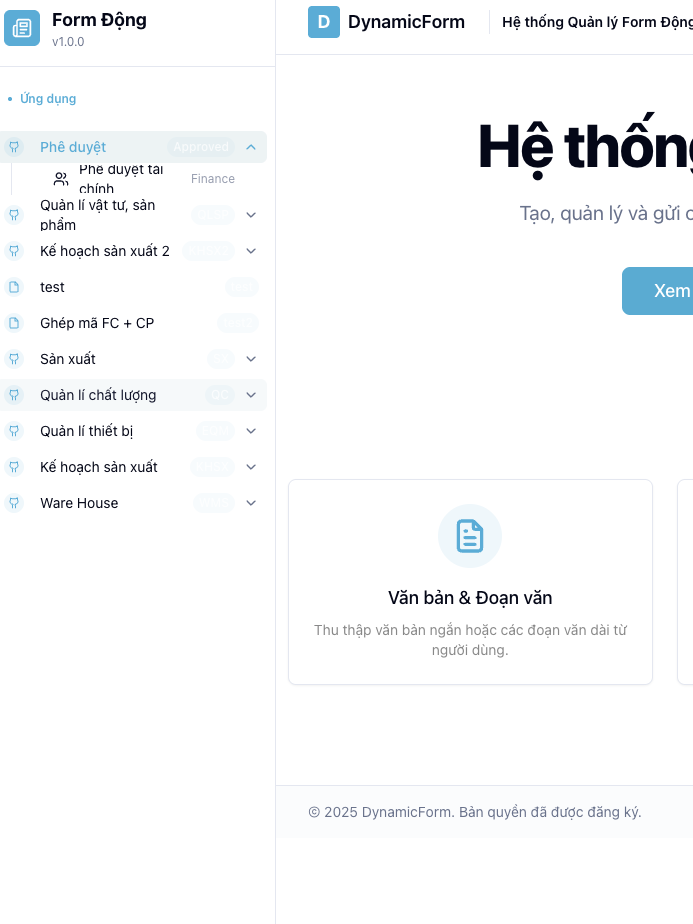 Form Động
v1.0.0
Ứng dụng
Phê duyệt
Approved
Phê duyệt tài
chính
Finance
Quản lí vật tư, sản
phẩm
Kế hoạch sản xuất 2
test
Ghép mã FC + CP
Sản xuất
Quản lí chất lượng
QC
Quản lí thiết bị
Kế hoạch sản xuất
Ware House
D
DynamicForm
Hệ thống Quản lý Form Động
Hệ thống
Tạo, quản lý và gửi
Xem
Văn bản & Đoạn văn
Thu thập văn bản ngắn hoặc các đoạn văn dài từ
người dùng.
© 2025 DynamicForm. Bản quyền đã được đăng ký.